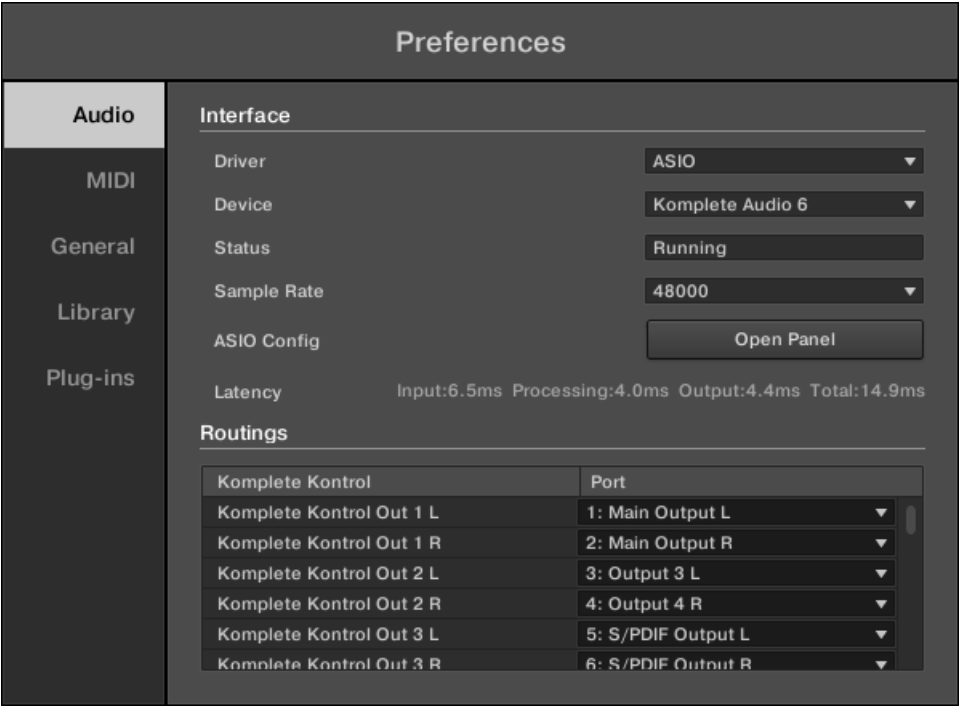 Preferences
Audio
MIDI
General
Library
Plug-ins
Interface
Driver ASIO
Device Komplete Audio 6
Status Running
Sample Rate 48000
ASIO Config Open Panel
Latency Input:6.5ms Processing:4.0ms Output:4.4ms Total:14.9ms
Routings
Komplete Kontrol Port
Komplete Kontrol Out 1 L 1: Main Output L
Komplete Kontrol Out 1 R 2: Main Output R
Komplete Kontrol Out 2 L 3: Output 3 L
Komplete Kontrol Out 2 R 4: Output 4 R
Komplete Kontrol Out 3 L 5: S/PDIF Output L
Komplete Kontrol Out 3 R 6: S/PDIF Output R